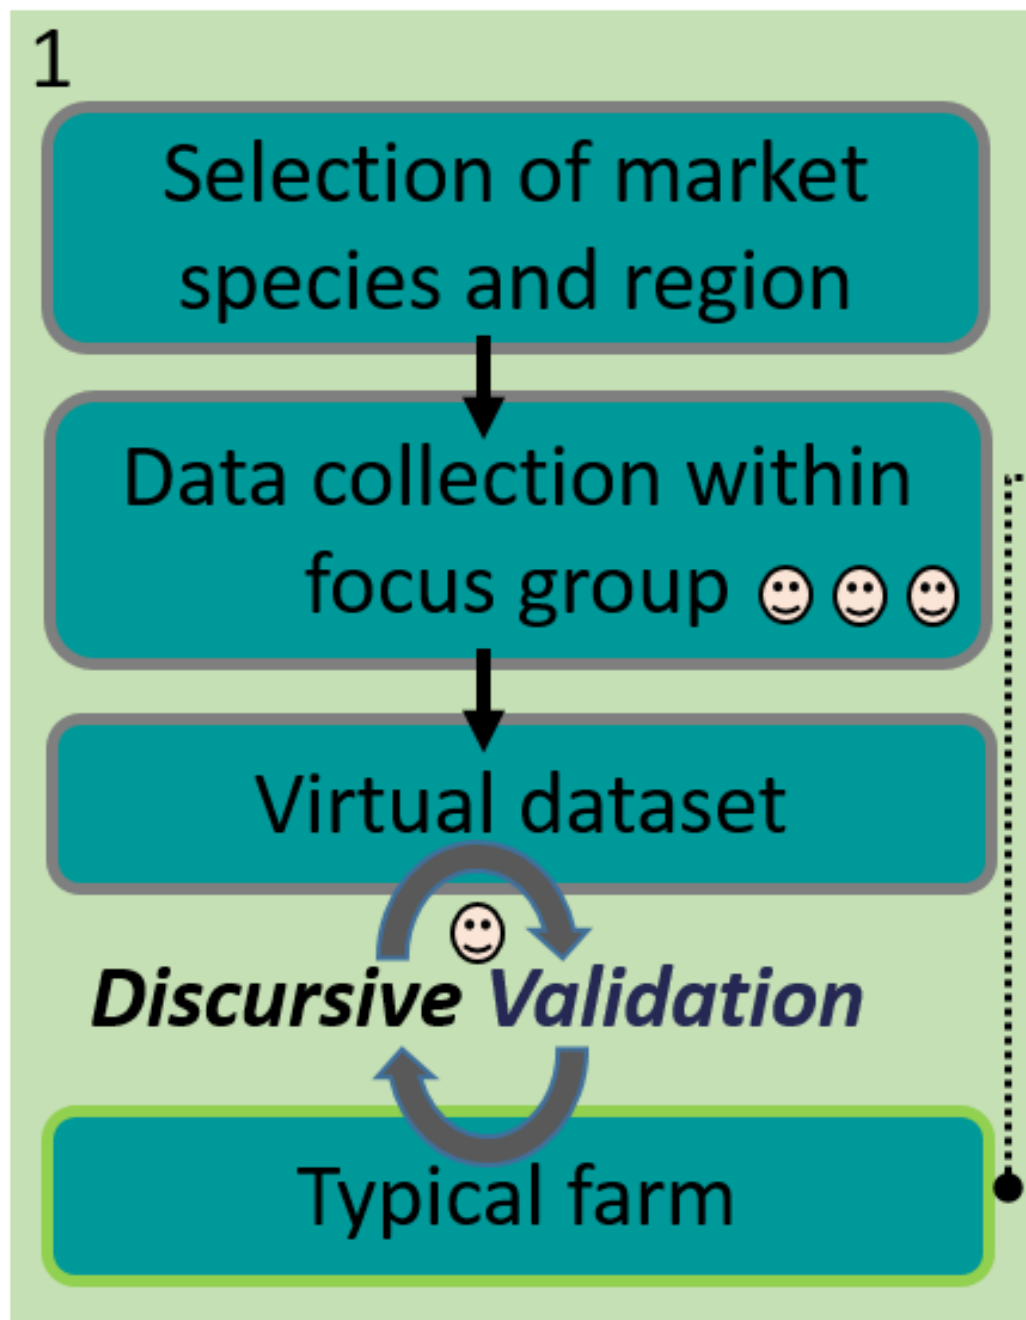 1
Selection of market
species and region
Data collection within
focus group
Virtual dataset
Discursive Validation
Typical farm